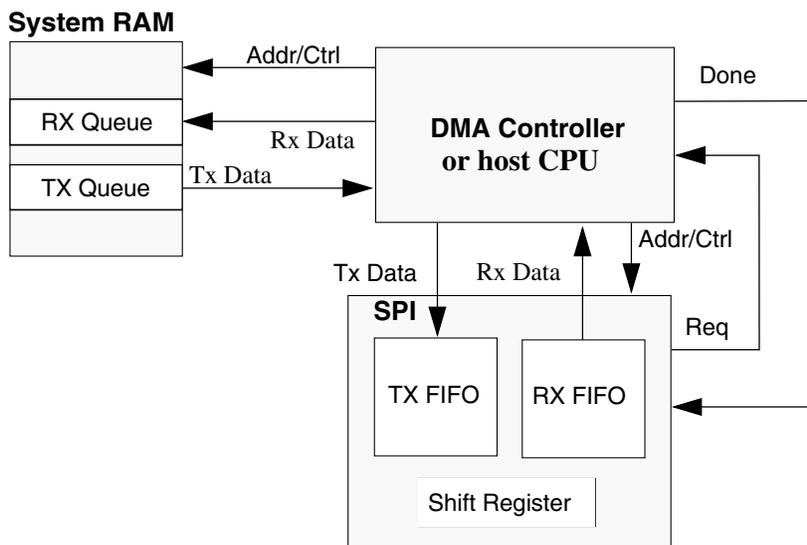 System RAM
Addr/Ctrl
Done
RX Queue
Rx Data
DMA Controller
or host CPU
TX Queue
Tx Data
Addr/Ctrl
Tx Data
Rx Data
SPI
Req
TX FIFO
RX FIFO
Shift Register